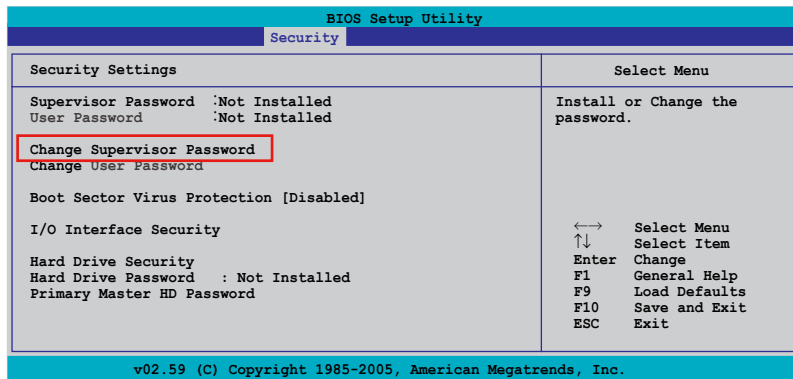 BIOS Setup Utility
Security
Security Settings
Supervisor Password :Not Installed
User Password :Not Installed
Change Supervisor Password
Change User Password
Boot Sector Virus Protection [Disabled]
I/O Interface Security
Hard Drive Security
Hard Drive Password : Not Installed
Primary Master HD Password
Select Menu
Install or Change the
password.
←→ Select Menu
↑↓ Select Item
Enter Change
F1 General Help
F9 Load Defaults
F10 Save and Exit
ESC Exit
v02.59 (C) Copyright 1985-2005, American Megatrends, Inc.